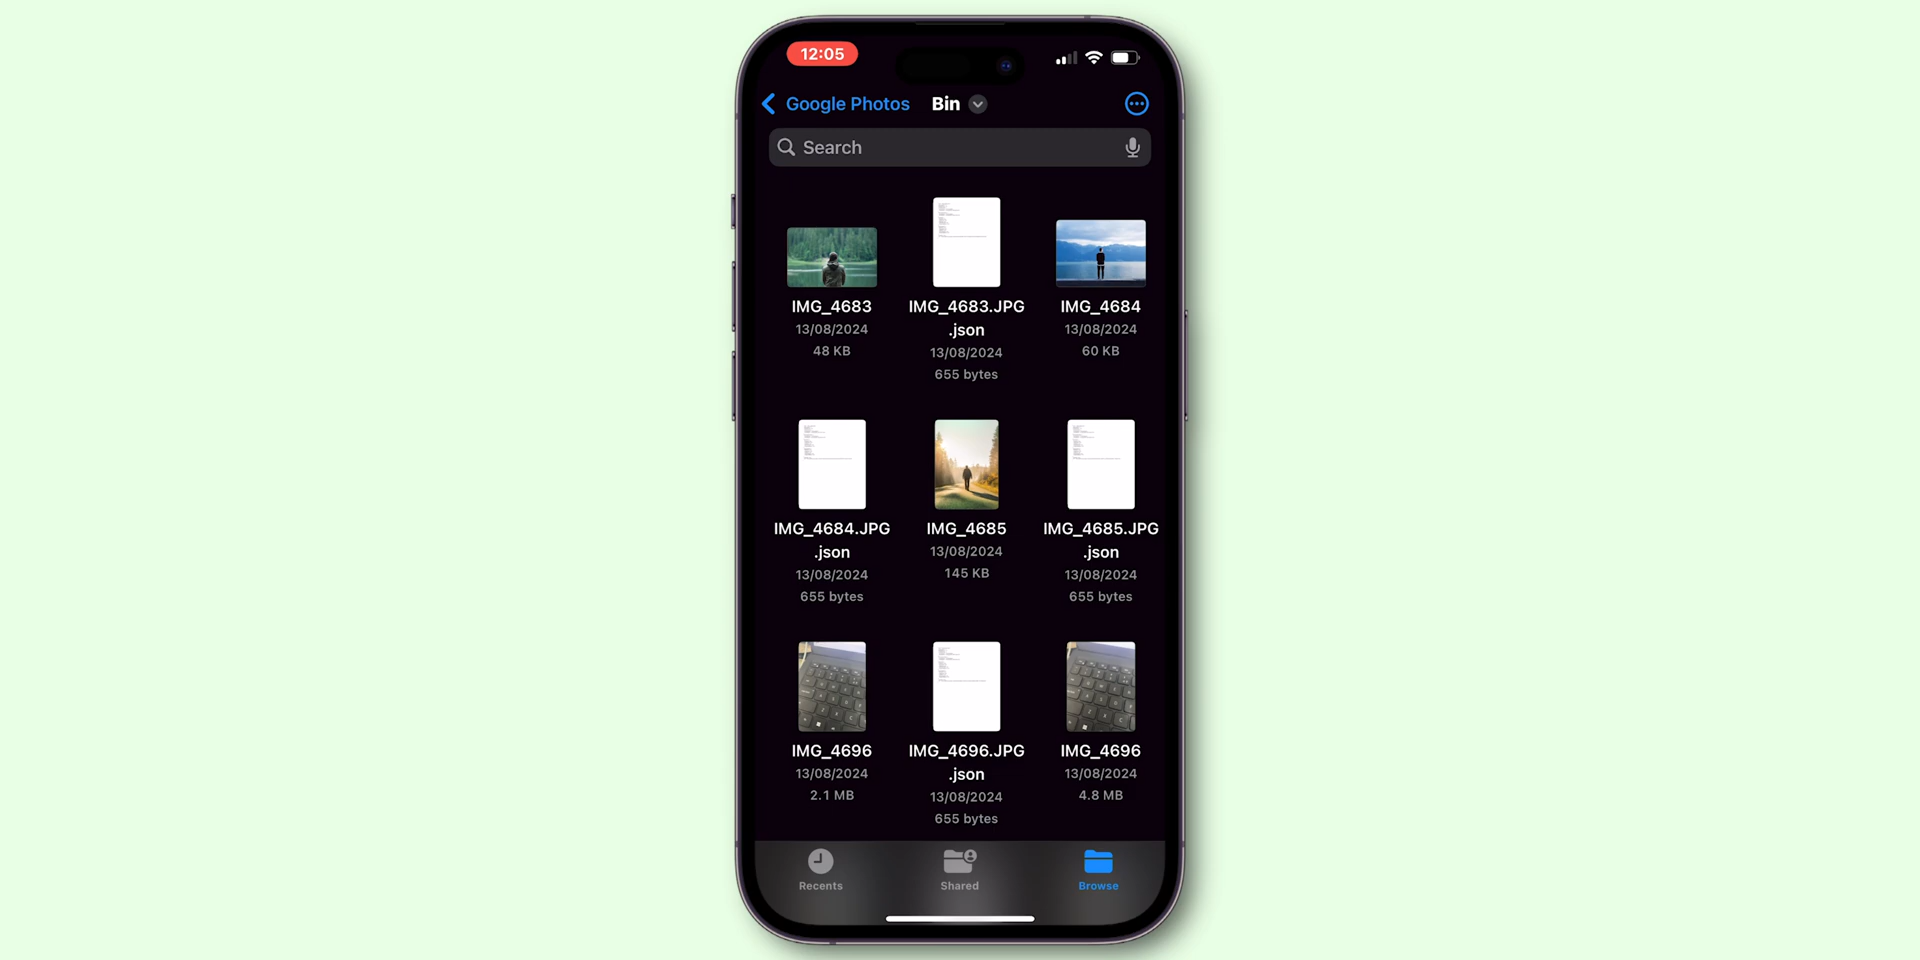 12:05
Google Photos Bin
Search
IMG_4683
13/08/2024
48 KB
IMG_4683.JPG
.json
13/08/2024
655 bytes
IMG_4684
13/08/2024
60 KB
IMG_4684.JPG
.json
13/08/2024
655 bytes
IMG_4685
13/08/2024
145 KB
IMG_4685.JPG
.json
13/08/2024
655 bytes
IMG_4696
13/08/2024
2.1 MB
IMG_4696.JPG
.json
13/08/2024
655 bytes
IMG_4696
13/08/2024
4.8 MB
Recents
Shared
Browse